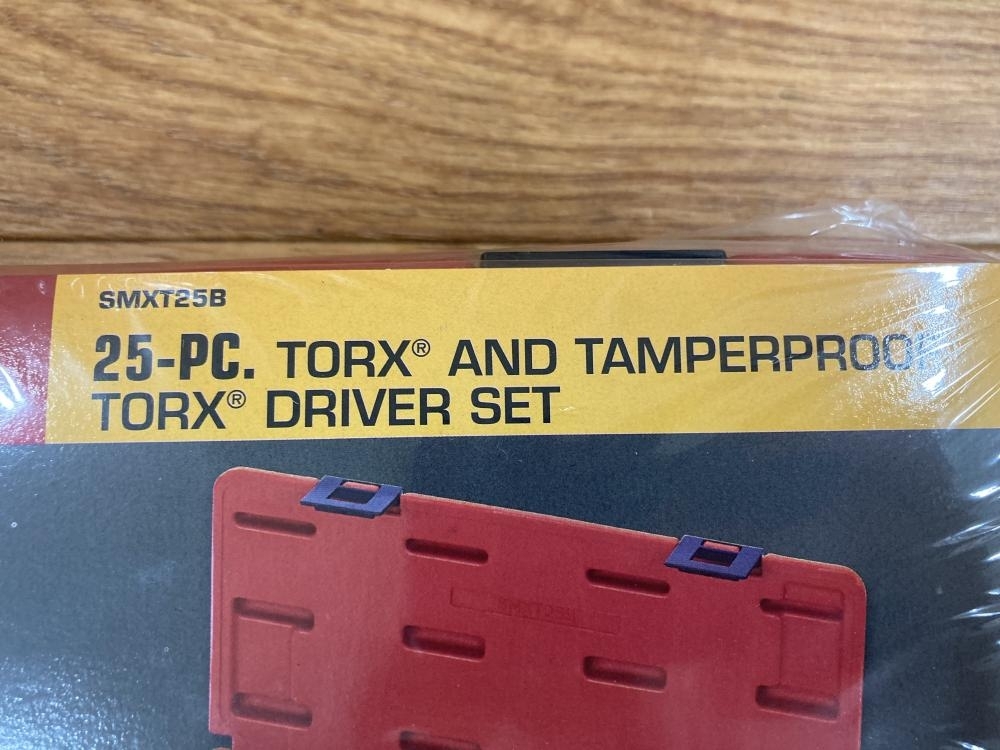 SMXT25B
25-PC. TORX® AND TAMPERPROOF
TORX® DRIVER SET